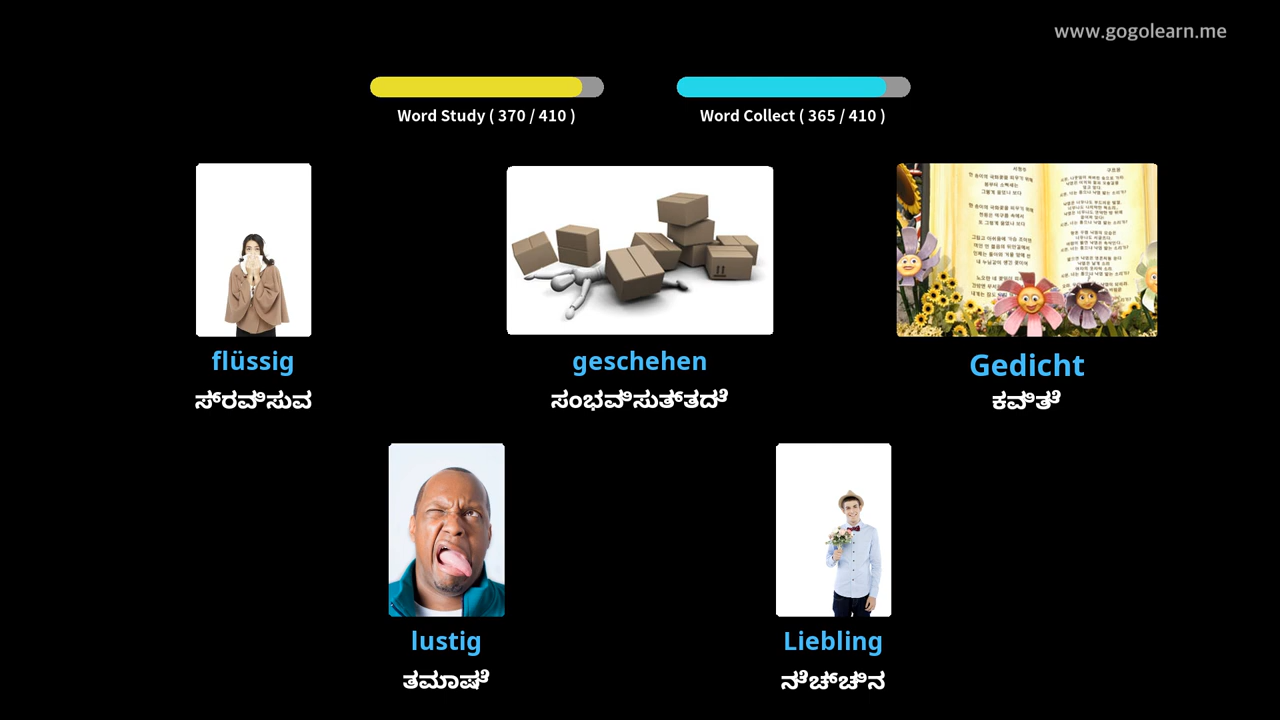 www.gogolearn.me
Word Study ( 370 / 410 )
Word Collect ( 365 / 410 )
flüssig
ಸ್ರವಿಸುವ
geschehen
ಸಂಭವಿಸುತ್ತದೆ
Gedicht
ಕವಿತೆ
lustig
ತಮಾಷೆ
Liebling
ನೆಚ್ಚಿನ